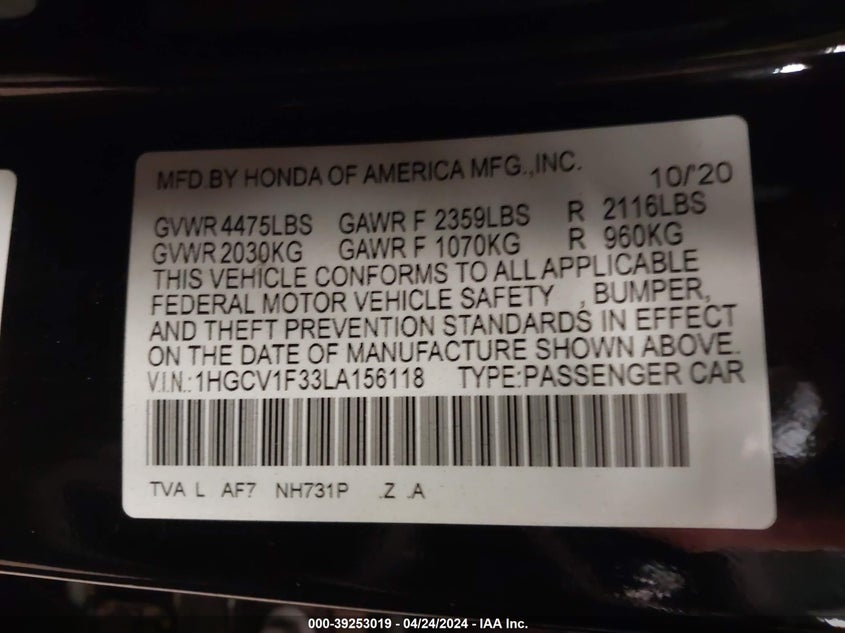 MFD.BY HONDA OF AMERICA MFG.,INC. 10/'20
GVWR 4475LBS GAWR F 2359LBS R 2116LBS
GVWR 2030KG GAWR F 1070KG R 960KG
THIS VEHICLE CONFORMS TO ALL APPLICABLE
FEDERAL MOTOR VEHICLE SAFETY , BUMPER,
AND THEFT PREVENTION STANDARDS IN EFFECT
ON THE DATE OF MANUFACTURE SHOWN ABOVE.
V.I.N.:1HGCV1F33LA156118 TYPE:PASSENGER CAR
TVA L AF7 NH731P .Z .A
000-39253019 - 04/24/2024 - IAA Inc.